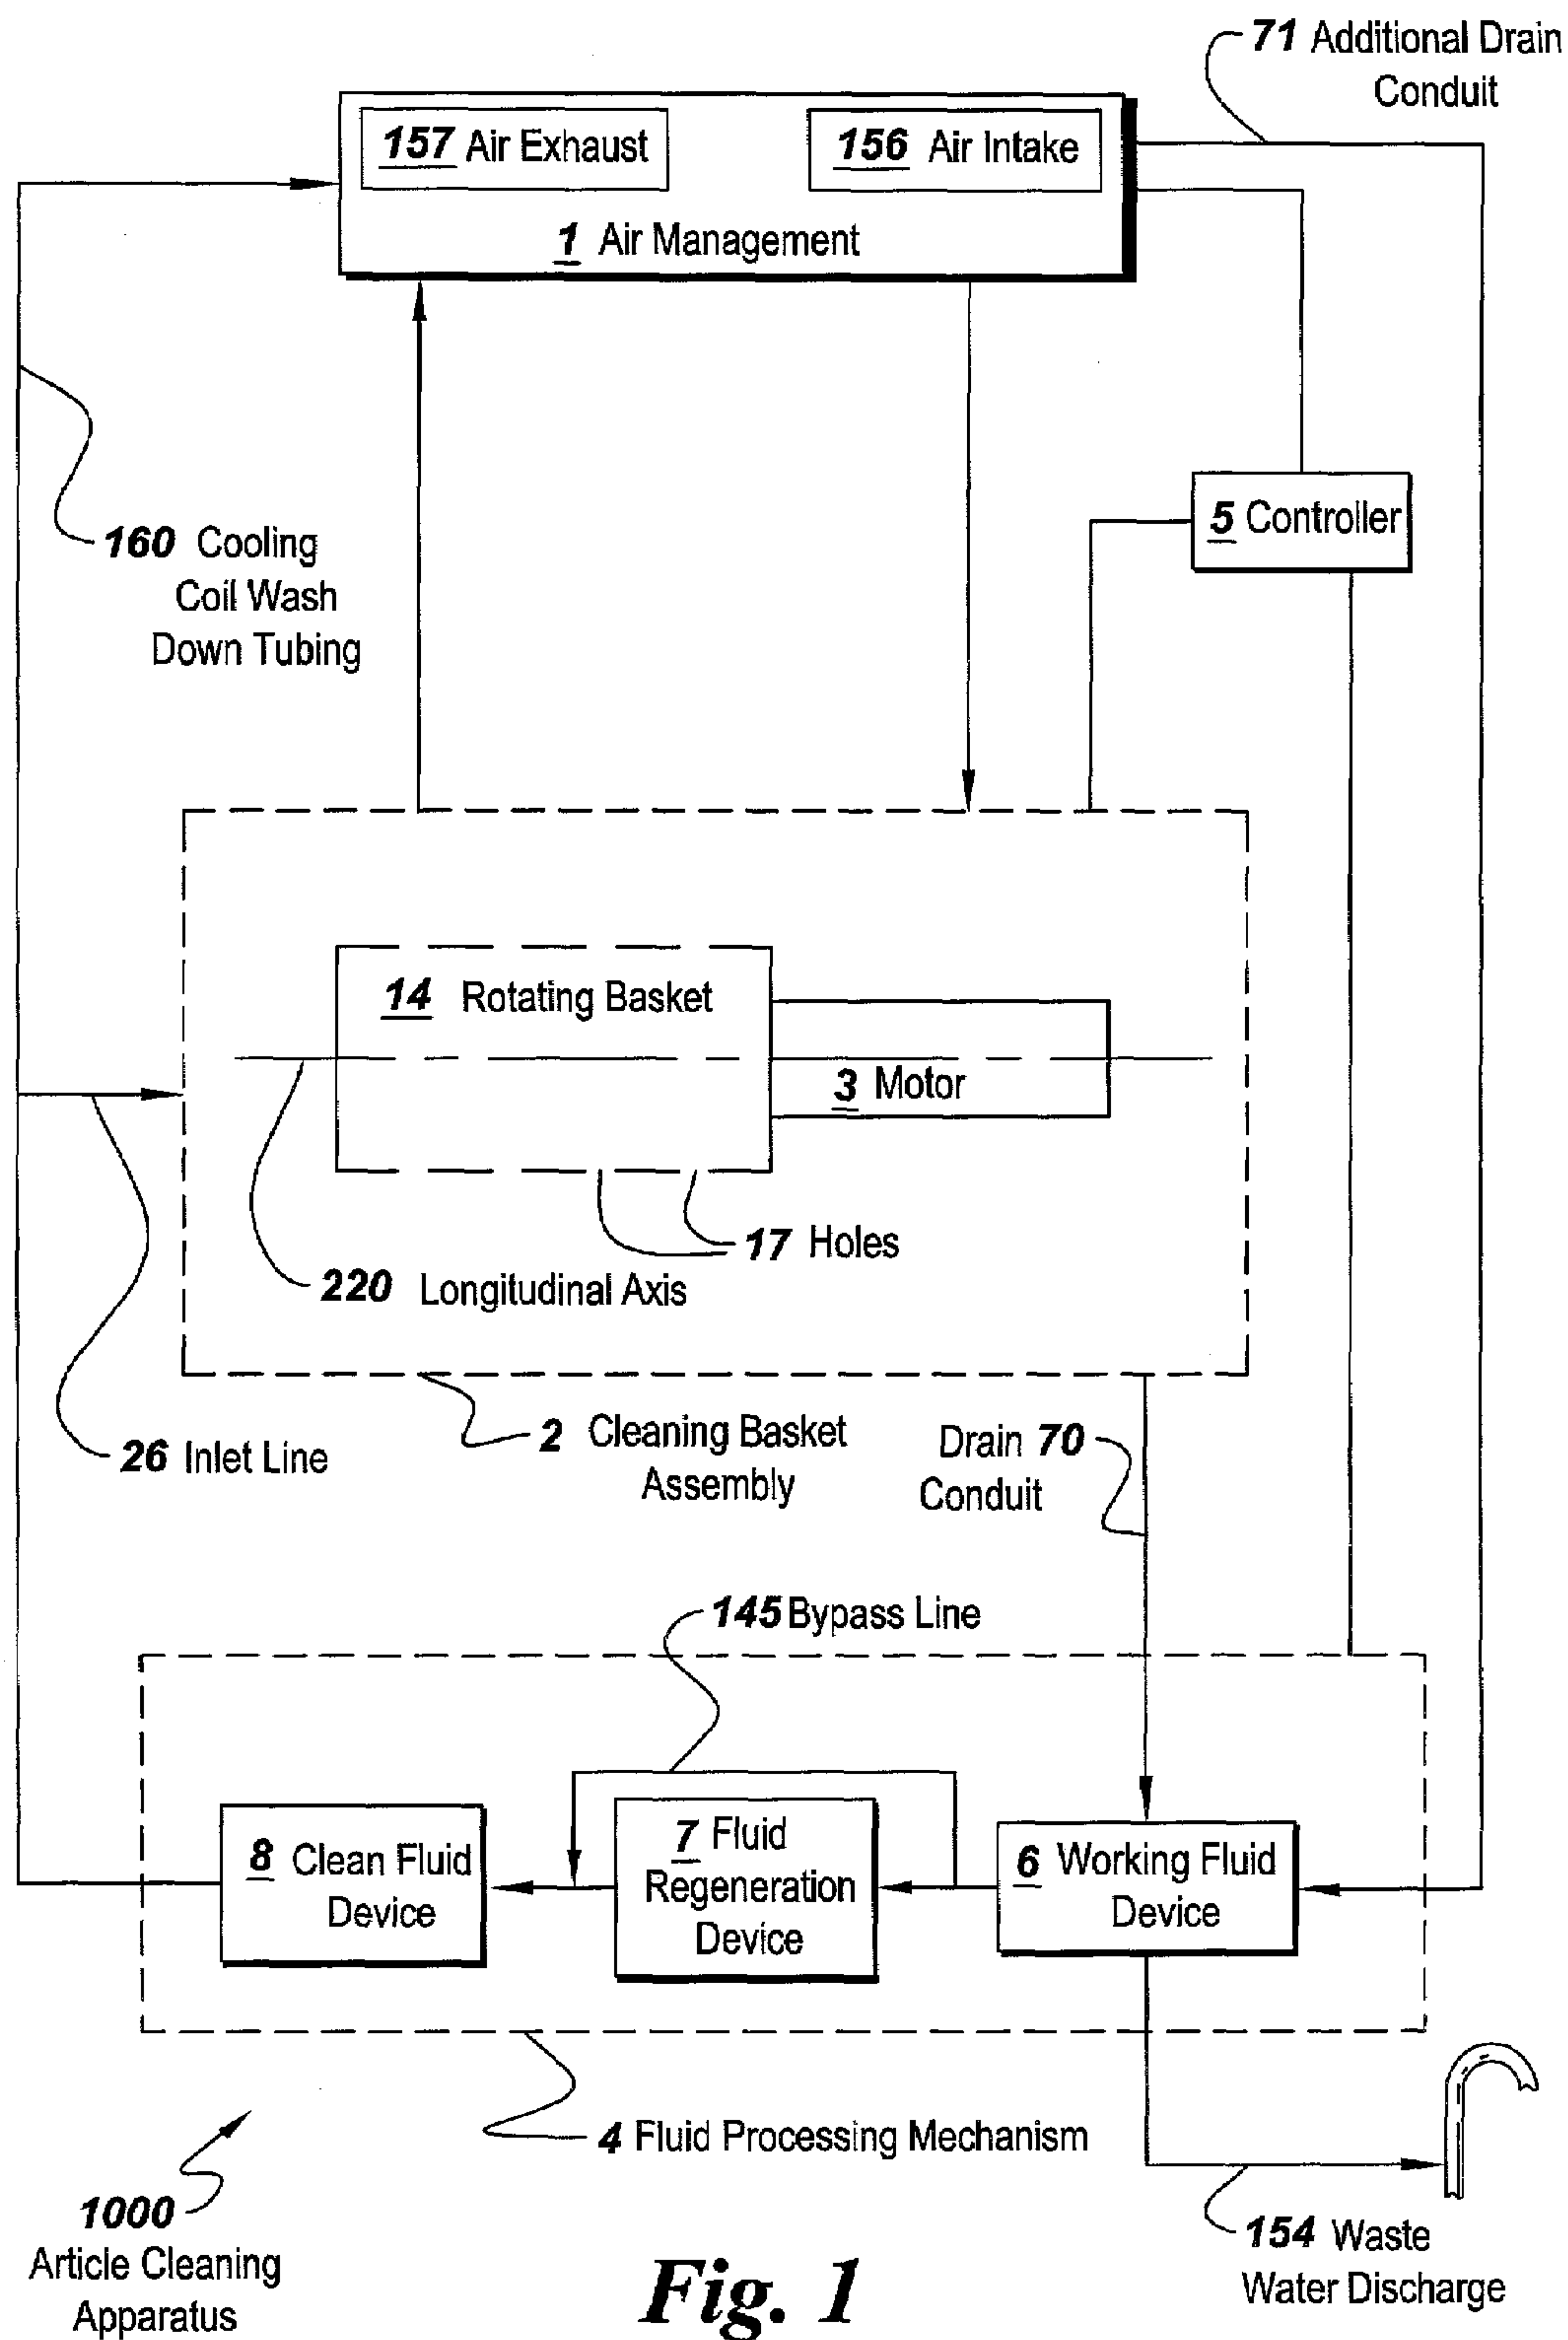 71 Additional Drain
Conduit
157 Air Exhaust
156 Air Intake
1 Air Management
160 Cooling
Coil Wash
Down Tubing
5 Controller
14 Rotating Basket
3 Motor
17 Holes
220 Longitudinal Axis
26 Inlet Line
2 Cleaning Basket
Assembly
Drain 70
Conduit
145 Bypass Line
8 Clean Fluid
Device
7 Fluid
Regeneration
Device
6 Working Fluid
Device
4 Fluid Processing Mechanism
1000
Article Cleaning
Apparatus
154 Waste
Water Discharge
Fig. 1